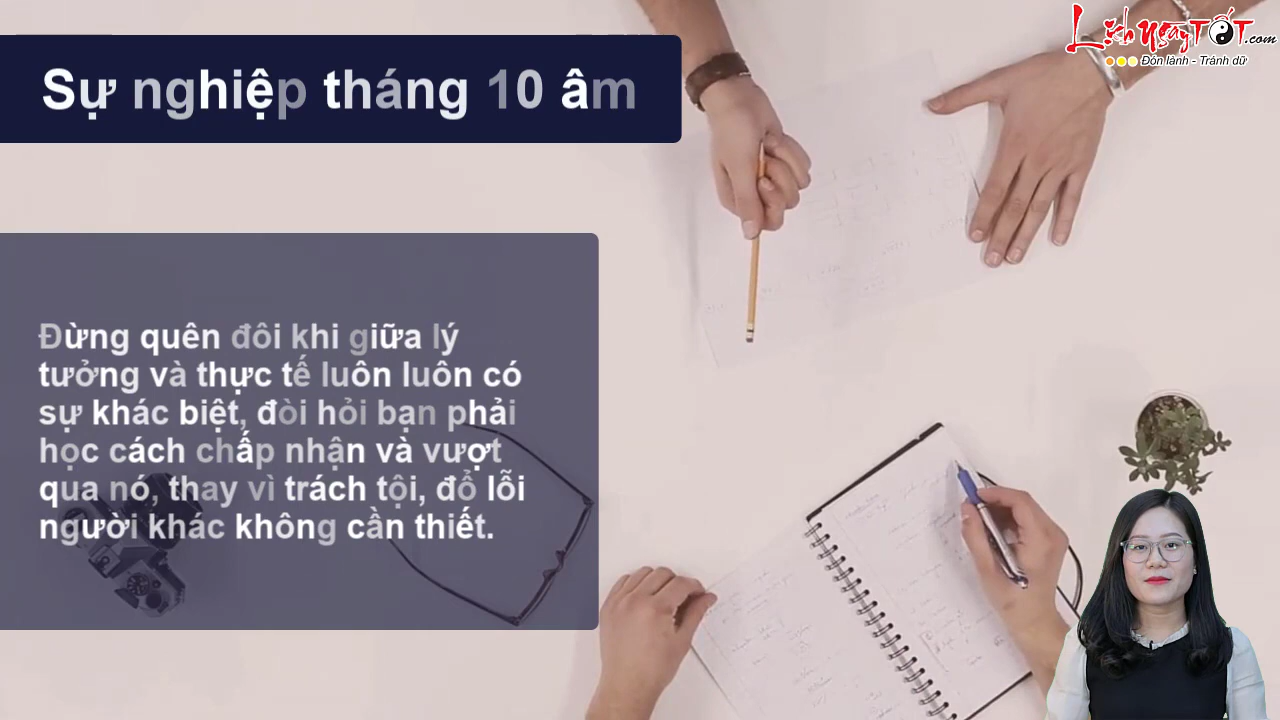 Sự nghiệp tháng 10 âm
LịchngàyTỐT.com
Đón lành - Tránh dữ
Đừng quên đôi khi giữa lý
tưởng và thực tế luôn luôn có
sự khác biệt, đòi hỏi bạn phải
học cách chấp nhận và vượt
qua nó, thay vì trách tội, đổ lỗi
người khác không cần thiết.